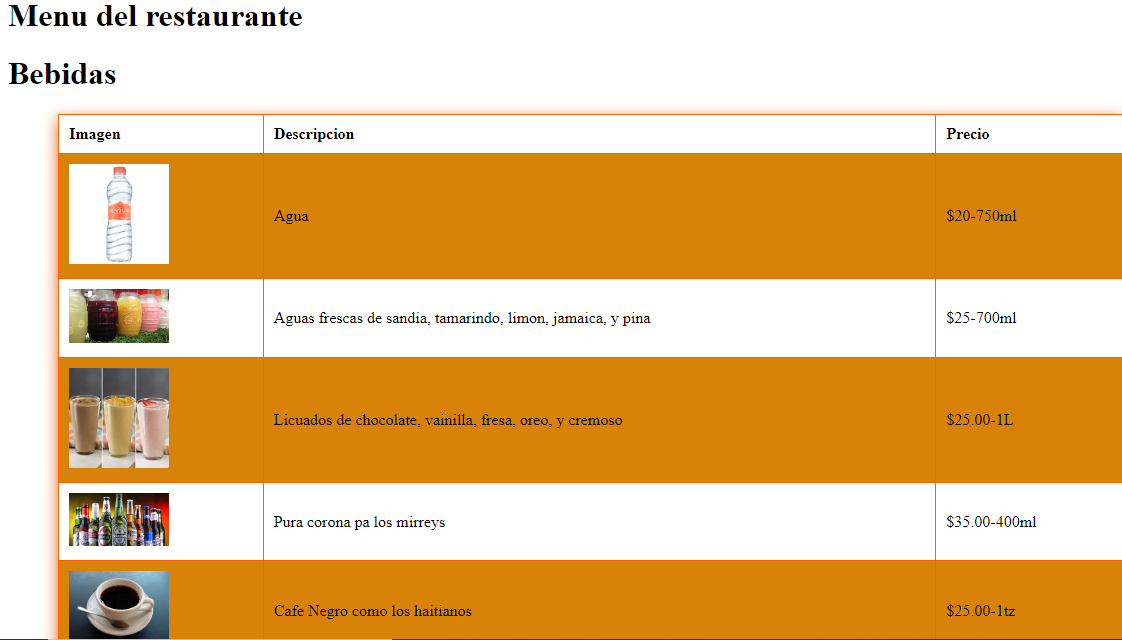 Menu del restaurante
Bebidas
Imagen Descripcion Precio
Agua $20-750ml
Aguas frescas de sandia, tamarindo, limon, jamaica, y pina $25-700ml
Licuados de chocolate, vainilla, fresa, oreo, y cremoso $25.00-1L
Pura corona pa los mirreys $35.00-400ml
Cafe Negro como los haitianos $25.00-1tz